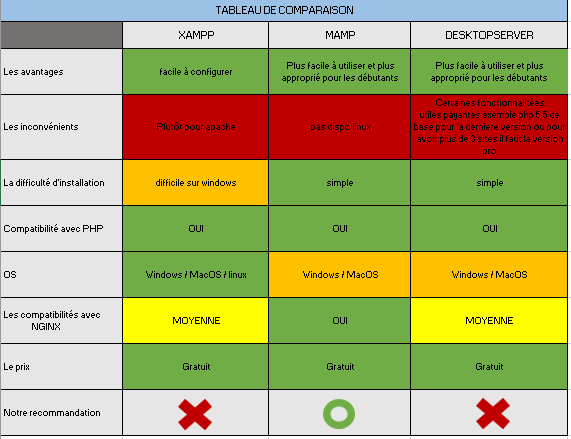 TABLEAU DE COMPARAISON
XAMPP MAMP DESKTOPSERVER
Les avantages
facile à configurer
Plus facile à utiliser et plus
approprié pour les débutants
Plus facile à utiliser et plus
approprié pour les débutants
Les inconvénients
Plutôt pour apache
pas dispo linux
Certaines fonctionnalitées
utiles payantes exemple php 5.6 de
base pour la derniere version ou pour
avoir plus de 3 sites il faut la version
pro
La difficulté d'installation
difficile sur windows
simple
simple
Compatibilité avec PHP
OUI
OUI
OUI
OS
Windows / MacOS / linux
Windows / MacOS
Windows / MacOS
Les compatibilités avec
NGINX
MOYENNE
OUI
MOYENNE
Le prix
Gratuit
Gratuit
Gratuit
Notre recommandation